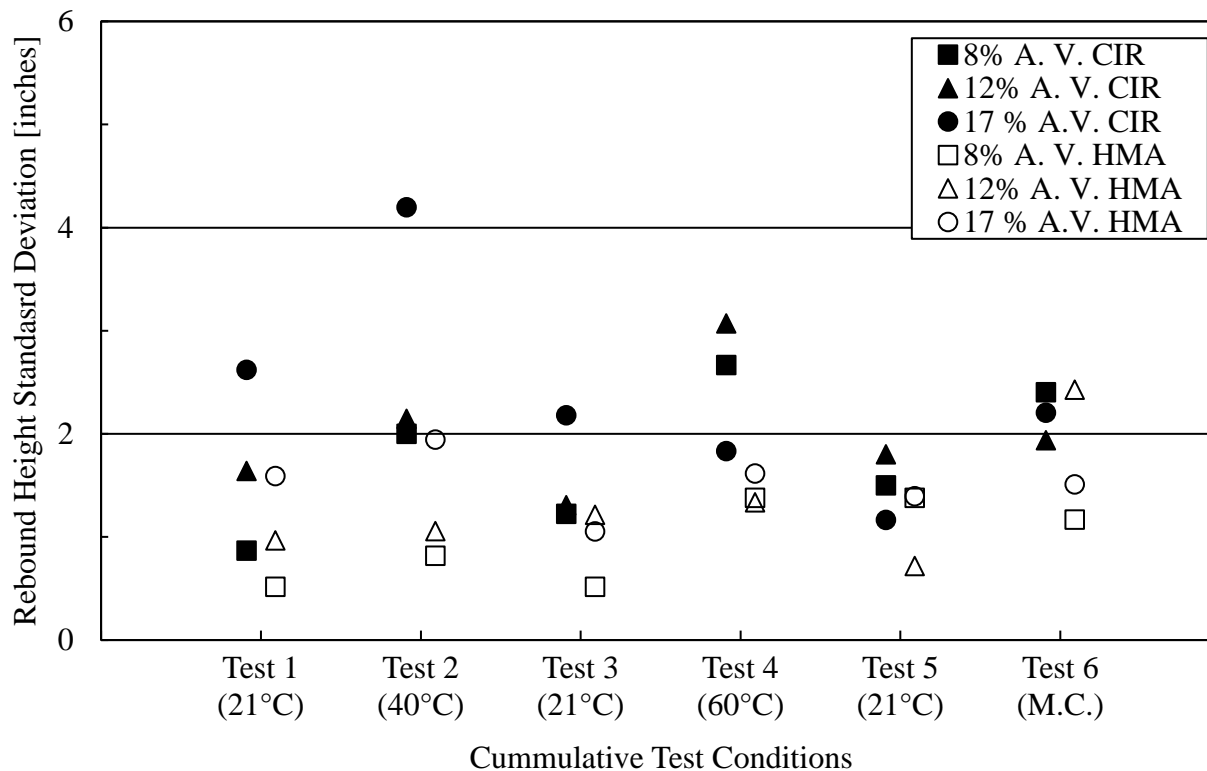 Rebound Height Standasrd Deviation [inches]
6
4
2
0
8% A. V. CIR
12% A. V. CIR
17 % A.V. CIR
8% A. V. HMA
12% A. V. HMA
17 % A.V. HMA
Test 1 Test 2 Test 3 Test 4 Test 5 Test 6
(21°C) (40°C) (21°C) (60°C) (21°C) (M.C.)
Cummulative Test Conditions